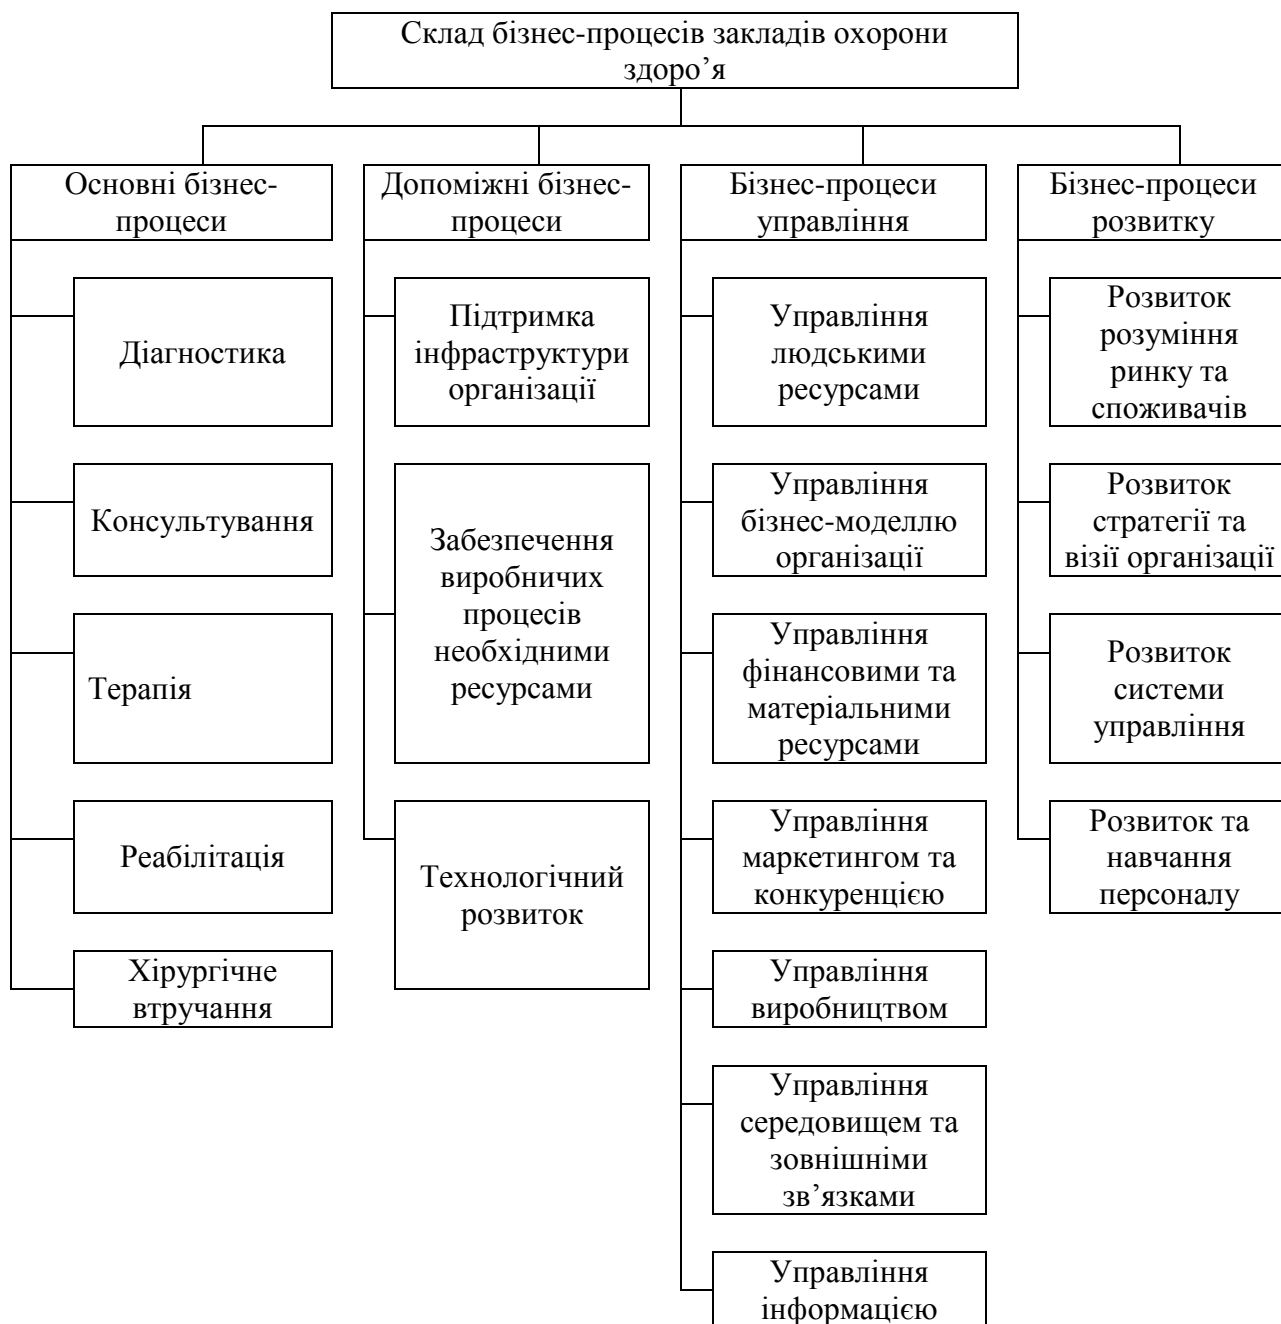 Склад бізнес-процесів закладів охорони
здоро’я
Основні бізнес-
процеси
Діагностика
Консультування
Терапія
Реабілітація
Хірургічне
втручання
Допоміжні бізнес-
процеси
Підтримка
інфраструктури
організації
Забезпечення
виробничих
процесів
необхідними
ресурсами
Технологічний
розвиток
Бізнес-процеси
управління
Управління
людськими
ресурсами
Управління
бізнес-моделлю
організації
Управління
фінансовими та
матеріальними
ресурсами
Управління
маркетингом та
конкуренцією
Управління
виробництвом
Управління
середовищем та
зовнішніми
зв’язками
Управління
інформацією
Бізнес-процеси
розвитку
Розвиток
розуміння
ринку та
споживачів
Розвиток
стратегії та
візії організації
Розвиток
системи
управління
Розвиток та
навчання
персоналу